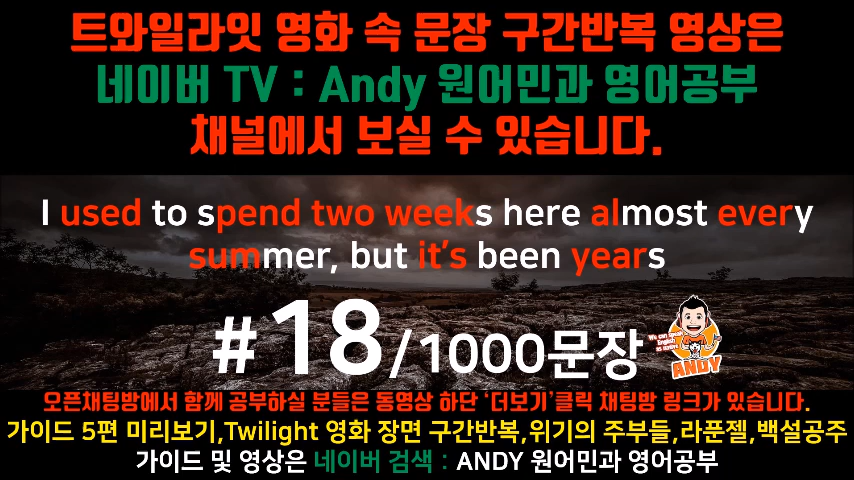 트와일라잇 영화 속 문장 구간반복 영상은
네이버 TV : Andy 원어민과 영어공부
채널에서 보실 수 있습니다.
I used to spend two weeks here almost every
summer, but it's been years
#18/1000문장
We can speak
English
as native
ANDY
오픈채팅방에서 함께 공부하실 분들은 동영상 하단 '더보기'클릭 채팅방 링크가 있습니다.
가이드 5편 미리보기,Twilight 영화 장면 구간반복,위기의 주부들,라푼젤,백설공주
가이드 및 영상은 네이버 검색 : ANDY 원어민과 영어공부